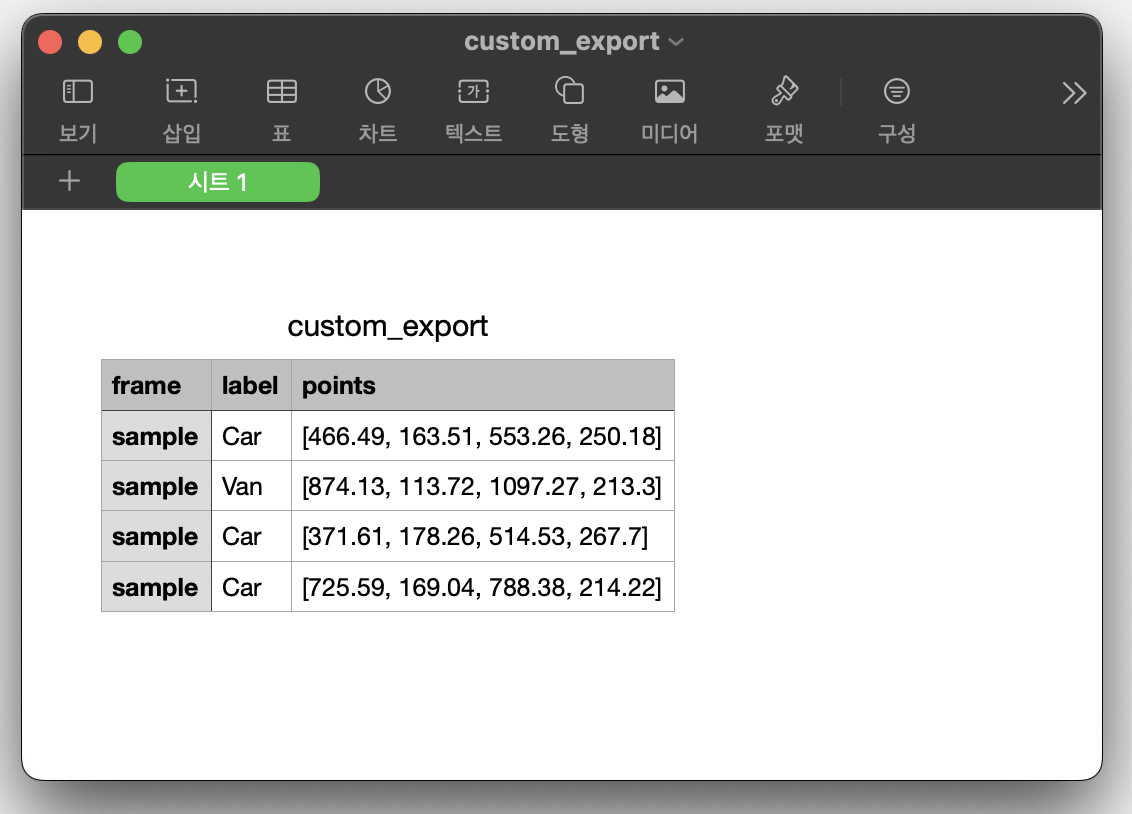 custom_export
보기 삽입 표 차트 텍스트 도형 미디어 포맷 구성
가
시트 1
custom_export
frame label points
sample Car [466.49, 163.51, 553.26, 250.18]
sample Van [874.13, 113.72, 1097.27, 213.3]
sample Car [371.61, 178.26, 514.53, 267.7]
sample Car [725.59, 169.04, 788.38, 214.22]